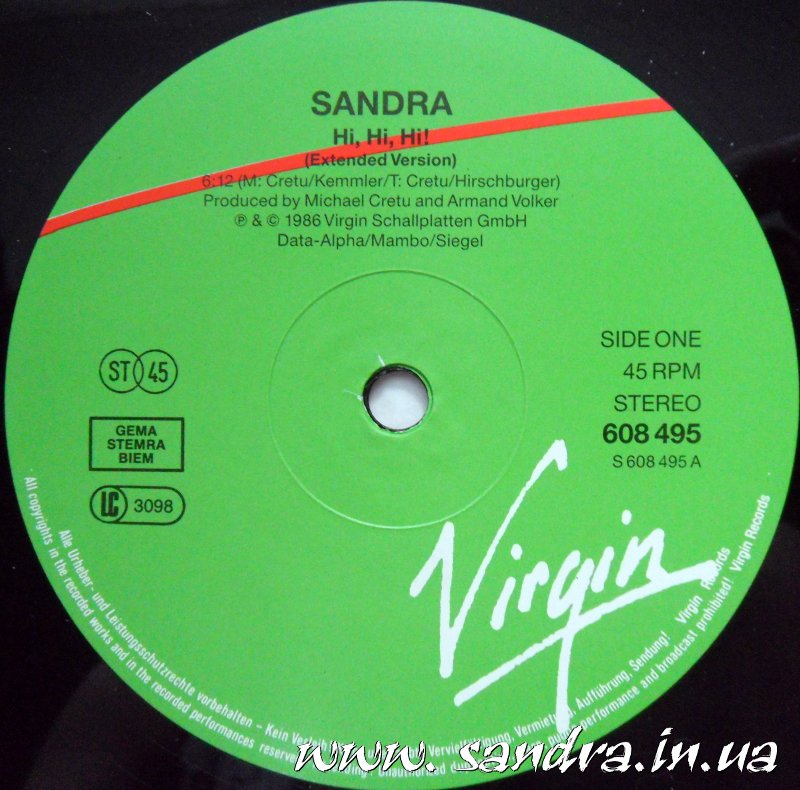 SANDRA
Hi, Hi, Hi!
(Extended Version)
6:12 (M: Cretu/Kemmler/T: Cretu/Hirschburger)
Produced by Michael Cretu and Armand Volker
℗ & © 1986 Virgin Schallplatten GmbH
Data-Alpha/Mambo/Siegel
ST 45
GEMA
STEMRA
BIEM
LC 3098
SIDE ONE
45 RPM
STEREO
608 495
S 608 495 A
Virgin
Alle Urheber- und Leistungsschutzrechte vorbehalten – Kein Verleih! Vervielfältigung, Vermietung, Aufführung, Sendung! Virgin Records
All copyrights in the recorded works and in the recorded performances reserved. Unauthorized public performance and broadcast prohibited! Virgin Records
www.sandra.in.ua